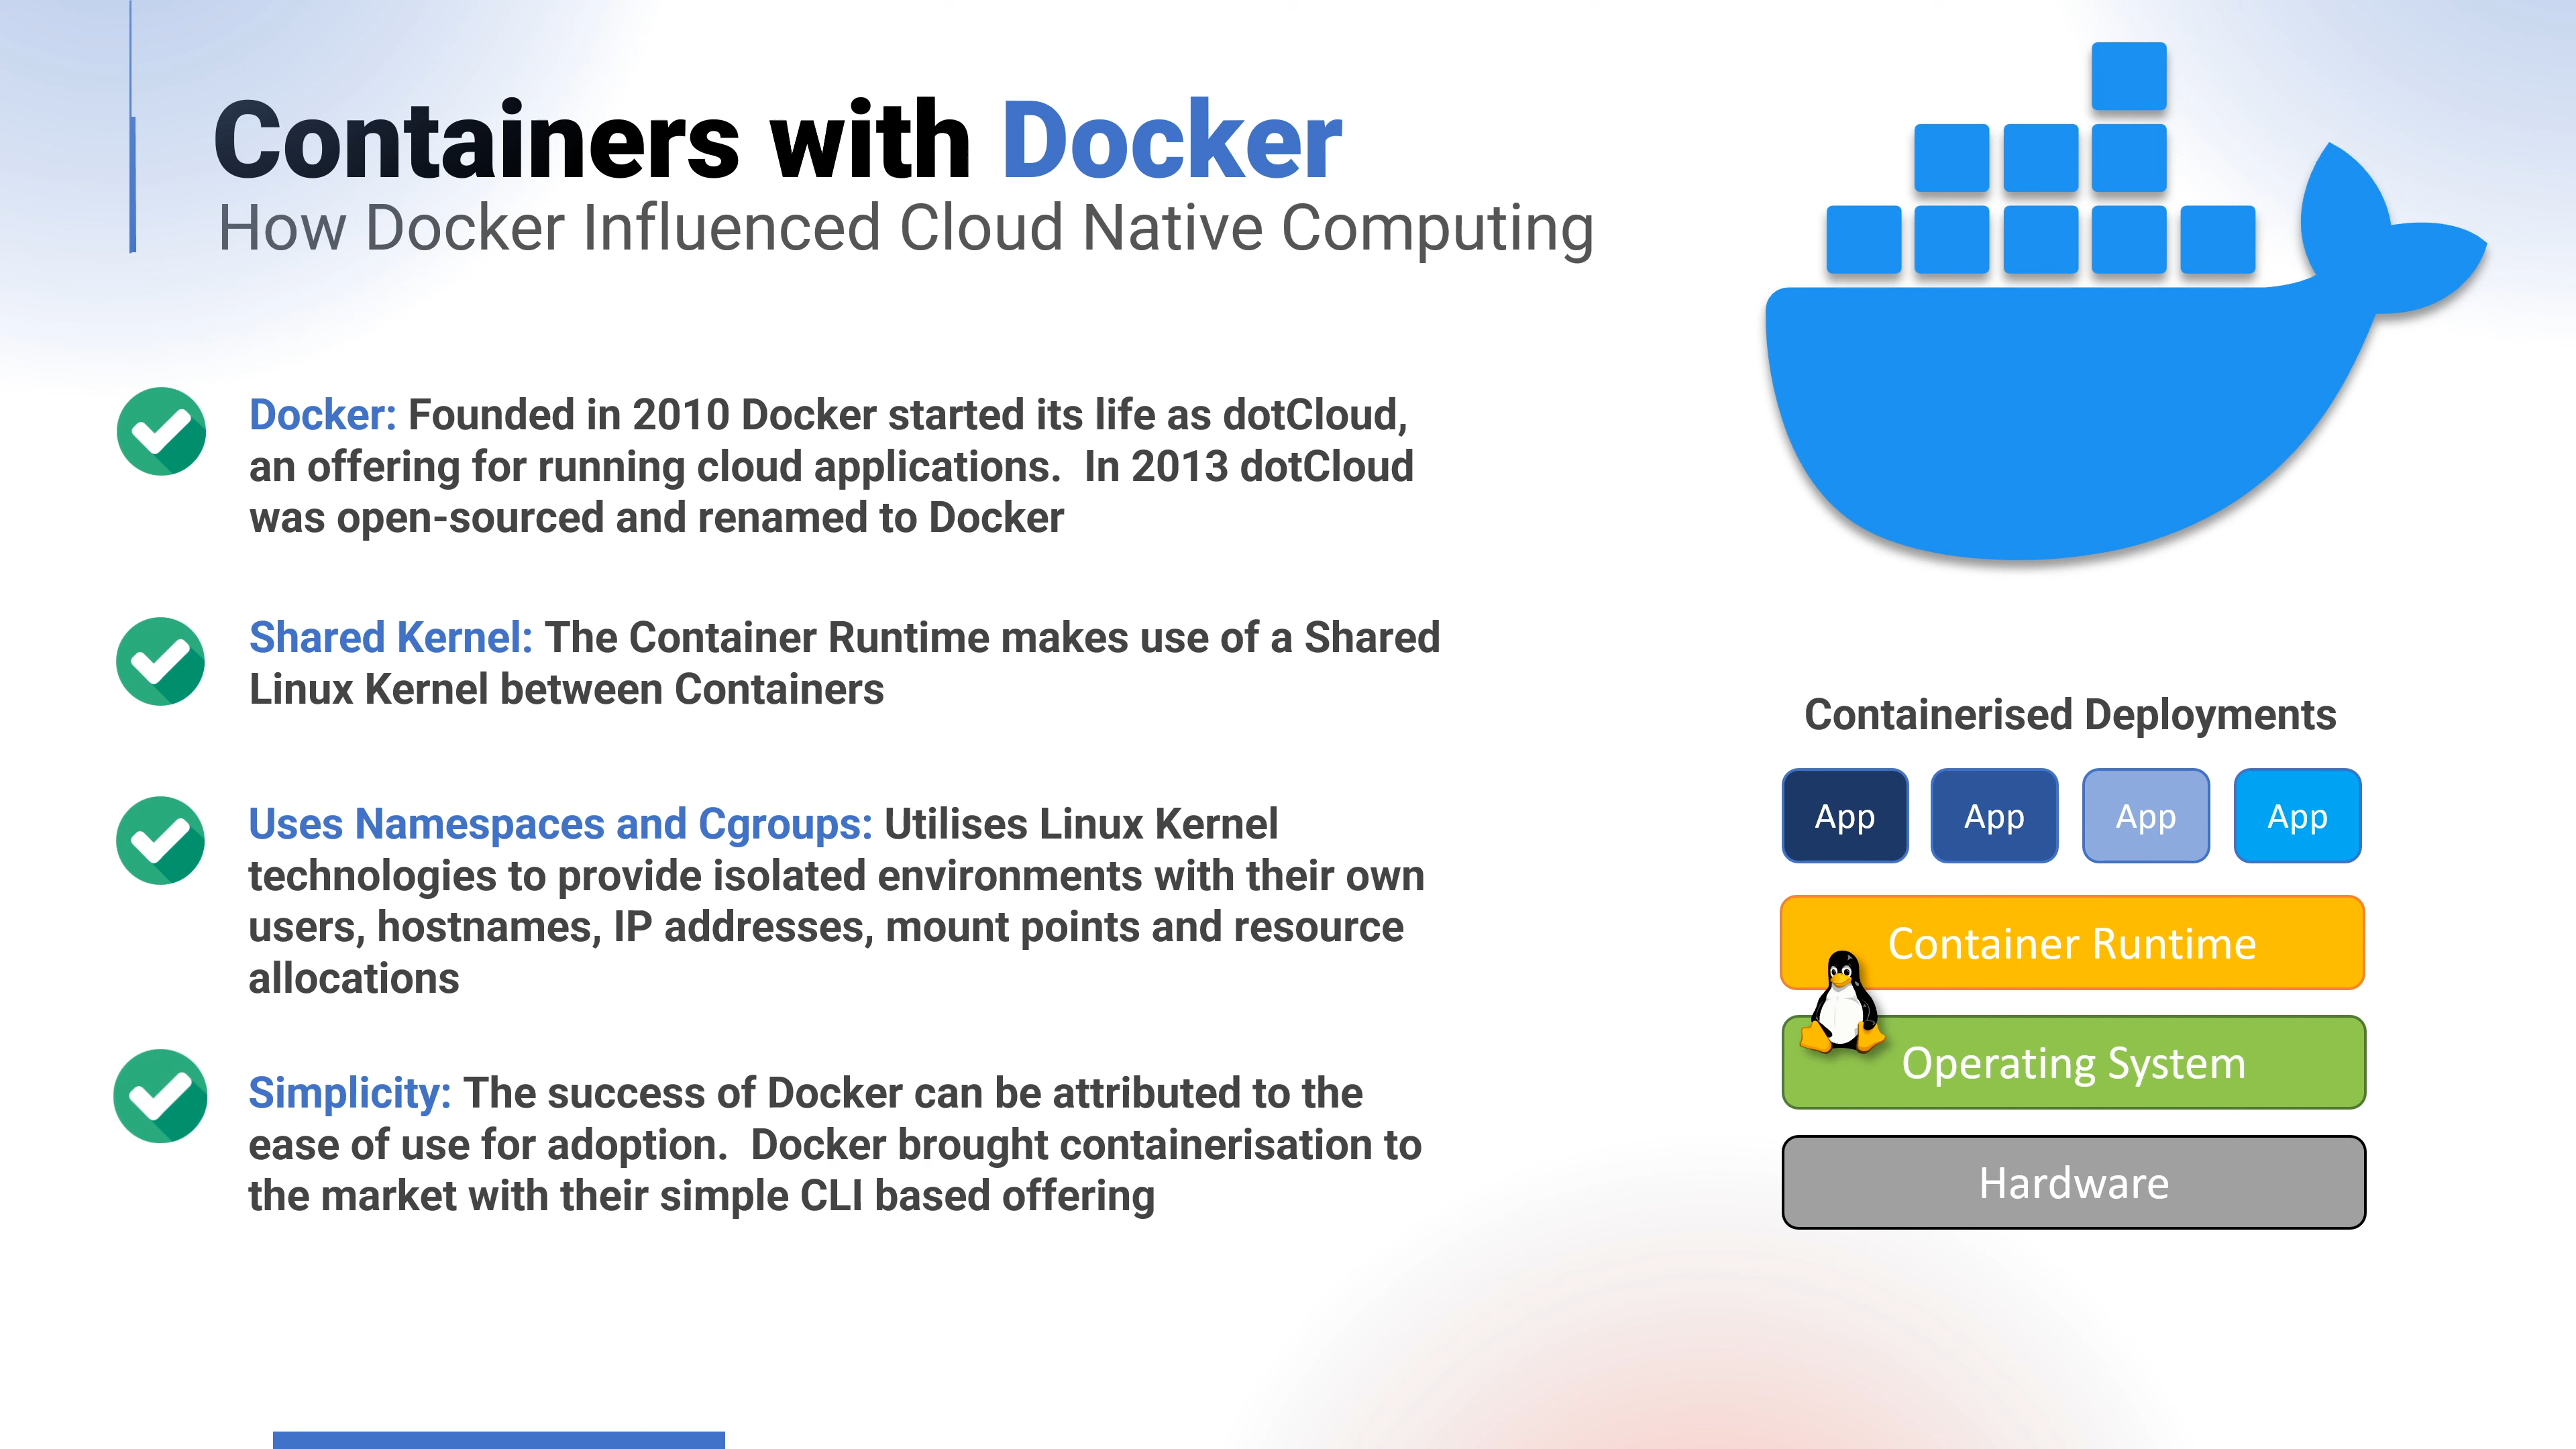 Containers with Docker
How Docker Influenced Cloud Native Computing
Docker: Founded in 2010 Docker started its life as dotCloud,
an offering for running cloud applications.  In 2013 dotCloud
was open-sourced and renamed to Docker
Shared Kernel: The Container Runtime makes use of a Shared
Linux Kernel between Containers
Uses Namespaces and Cgroups: Utilises Linux Kernel
technologies to provide isolated environments with their own
users, hostnames, IP addresses, mount points and resource
allocations
Simplicity: The success of Docker can be attributed to the
ease of use for adoption.  Docker brought containerisation to
the market with their simple CLI based offering
Containerised Deployments
App App App App
Container Runtime
Operating System
Hardware